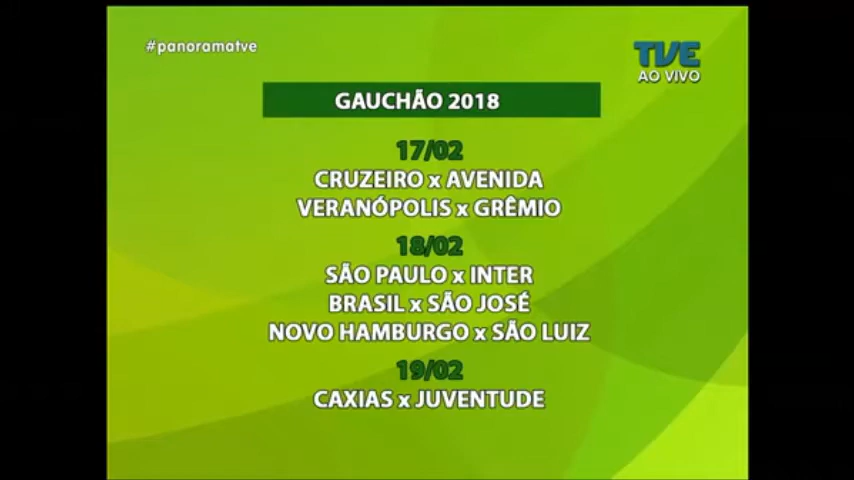 #panoramatve
TVE
AO VIVO
GAUCHÃO 2018
17/02
CRUZEIRO x AVENIDA
VERANÓPOLIS x GRÊMIO
18/02
SÃO PAULO x INTER
BRASIL x SÃO JOSÉ
NOVO HAMBURGO x SÃO LUIZ
19/02
CAXIAS x JUVENTUDE